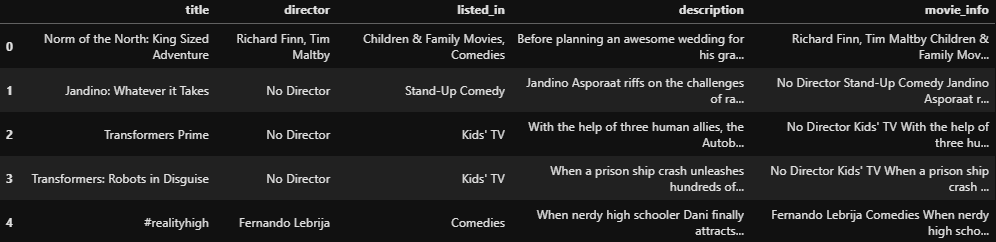 title director listed_in description movie_info
0 Norm of the North: King Sized Adventure Richard Finn, Tim Maltby Children & Family Movies, Comedies Before planning an awesome wedding for his gra... Richard Finn, Tim Maltby Children & Family Mov...
1 Jandino: Whatever it Takes No Director Stand-Up Comedy Jandino Asporaat riffs on the challenges of ra... No Director Stand-Up Comedy Jandino Asporaat r...
2 Transformers Prime No Director Kids' TV With the help of three human allies, the Autob... No Director Kids' TV With the help of three hu...
3 Transformers: Robots in Disguise No Director Kids' TV When a prison ship crash unleashes hundreds of... No Director Kids' TV When a prison ship crash ...
4 #realityhigh Fernando Lebrija Comedies When nerdy high schooler Dani finally attracts... Fernando Lebrija Comedies When nerdy high scho...